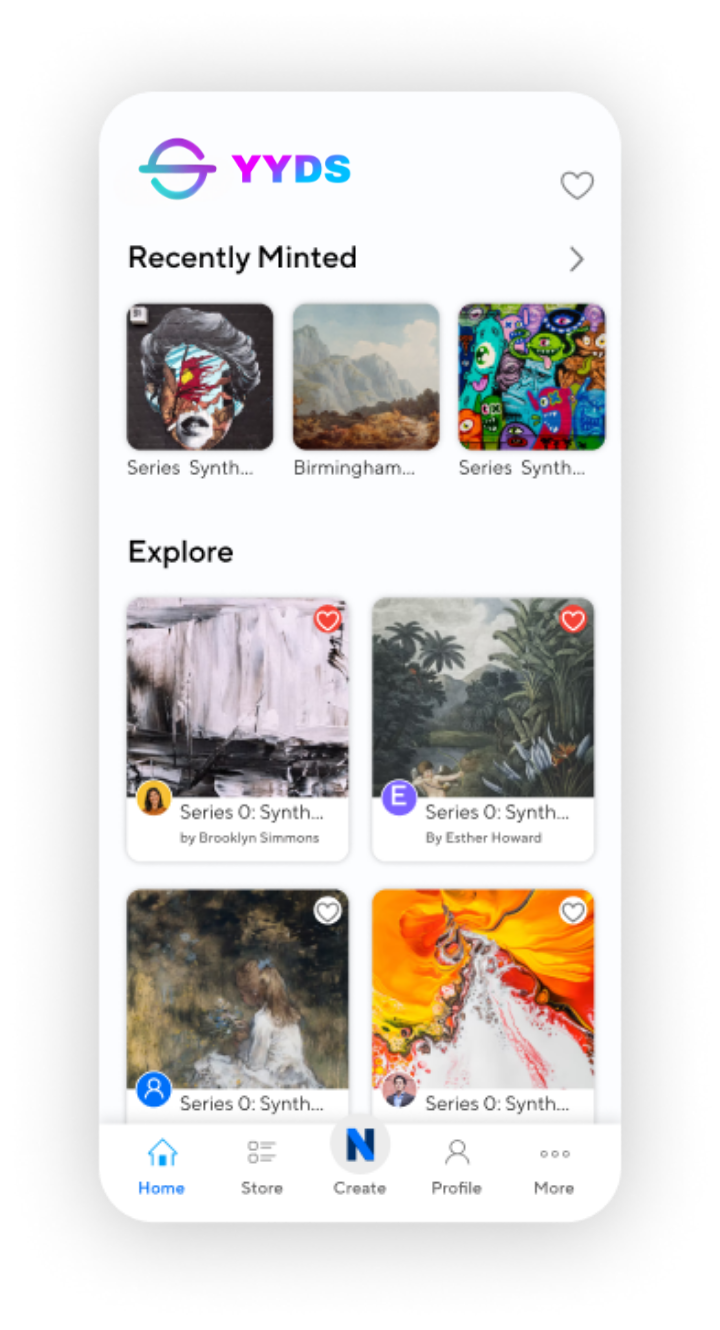 YYDS
Recently Minted
Series Synth...
Birmingham...
Series Synth...
Explore
Series 0: Synth...
by Brooklyn Simmons
E
Series 0: Synth...
By Esther Howard
Series 0: Synth...
Series 0: Synth...
N
Home
Store
Create
Profile
More